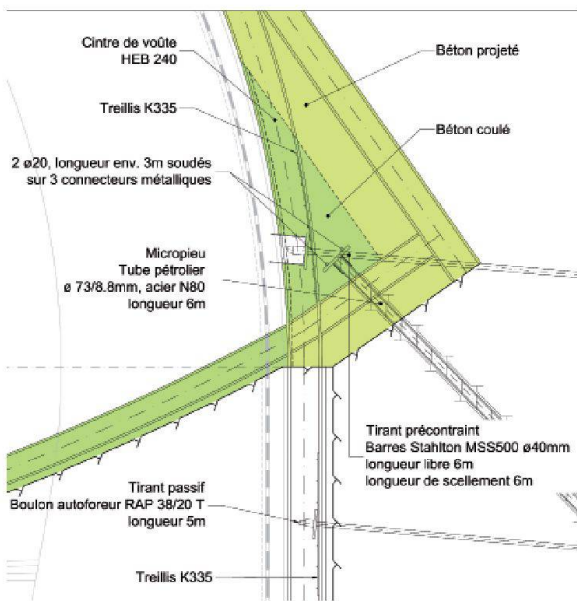 Cintre de voûte
HEB 240
Béton projeté
Treillis K335
Béton coulé
2 ø20, longueur env. 3m soudés
sur 3 connecteurs métalliques
Micropieu
Tube pétrolier
ø 73/8.8mm, acier N80
longueur 6m
Tirant précontraint
Barres Stahlton MSS500 ø40mm
longueur libre 6m
longueur de scellement 6m
Tirant passif
Boulon autoforeur RAP 38/20 T
longueur 5m
Treillis K335